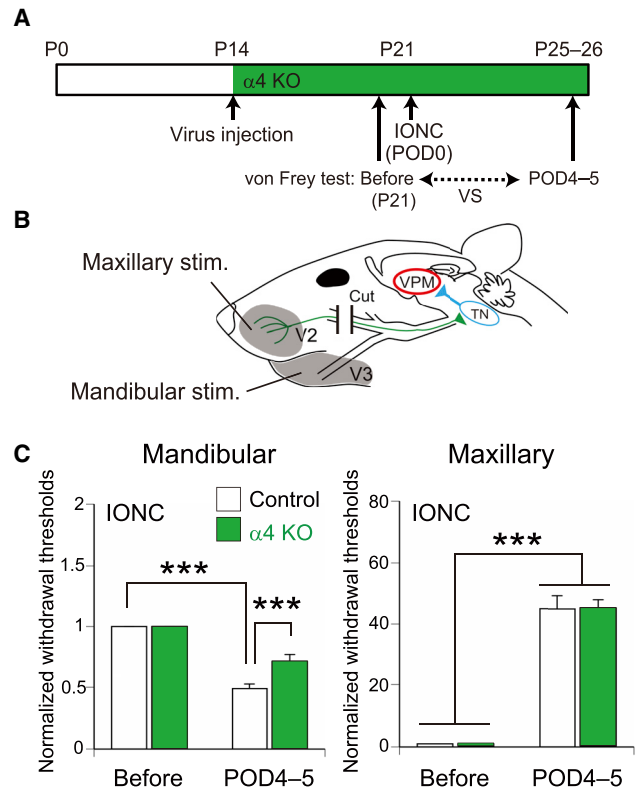 A
P0 P14 P21 P25–26
α4 KO
Virus injection
IONC
(POD0)
von Frey test: Before
(P21)
VS
POD4–5
B
Maxillary stim.
VPM
Cut
TN
V2
V3
Mandibular stim.
C
Mandibular
Normalized withdrawal thresholds
2
1.5
1
0.5
0
IONC
Control
α4 KO
***
***
Before POD4–5
Maxillary
Normalized withdrawal thresholds
80
60
40
20
0
IONC
***
Before POD4–5